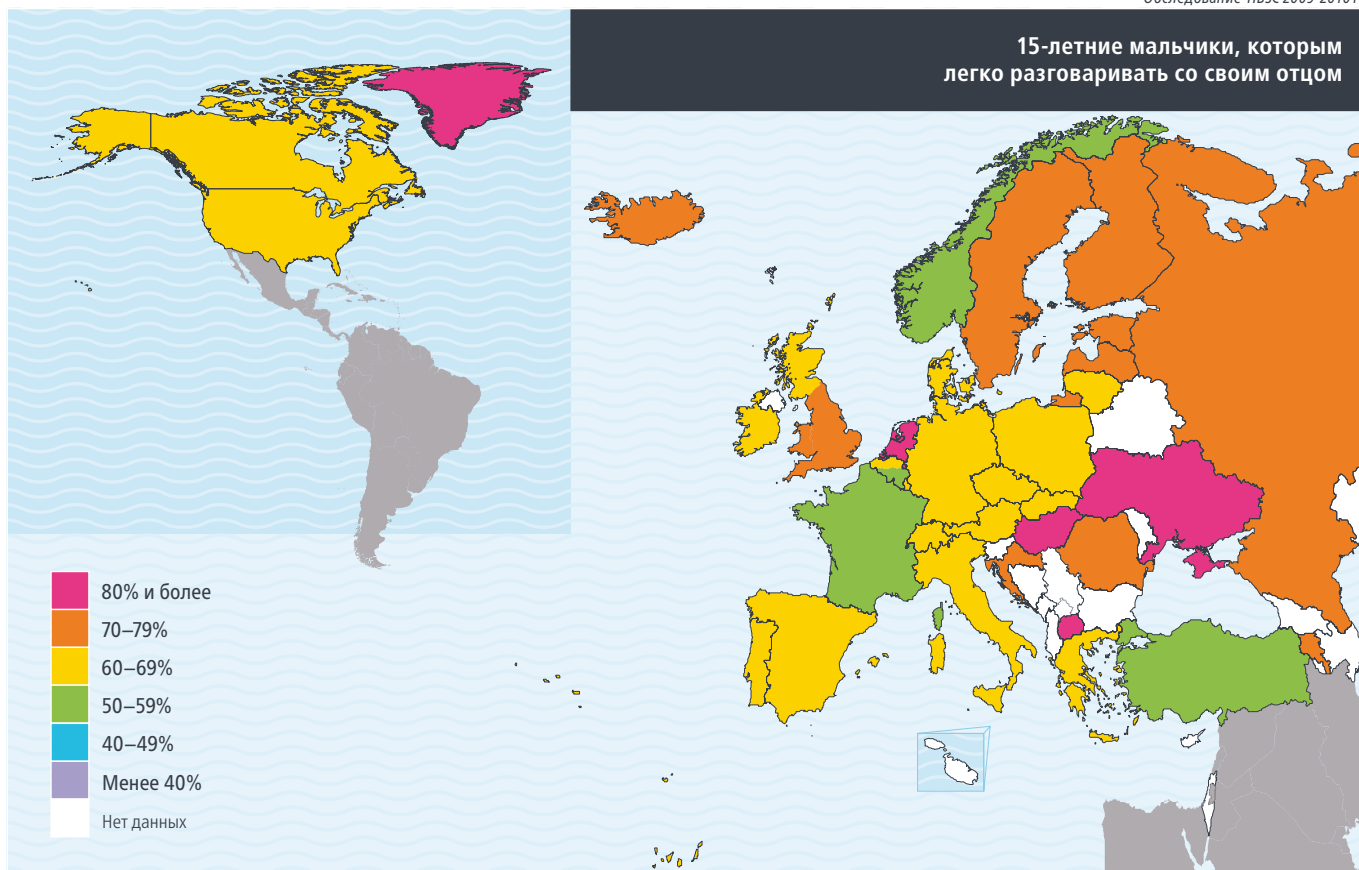 15-летние мальчики, которым
легко разговаривать со своим отцом
80% и более
70–79%
60–69%
50–59%
40–49%
Менее 40%
Нет данных